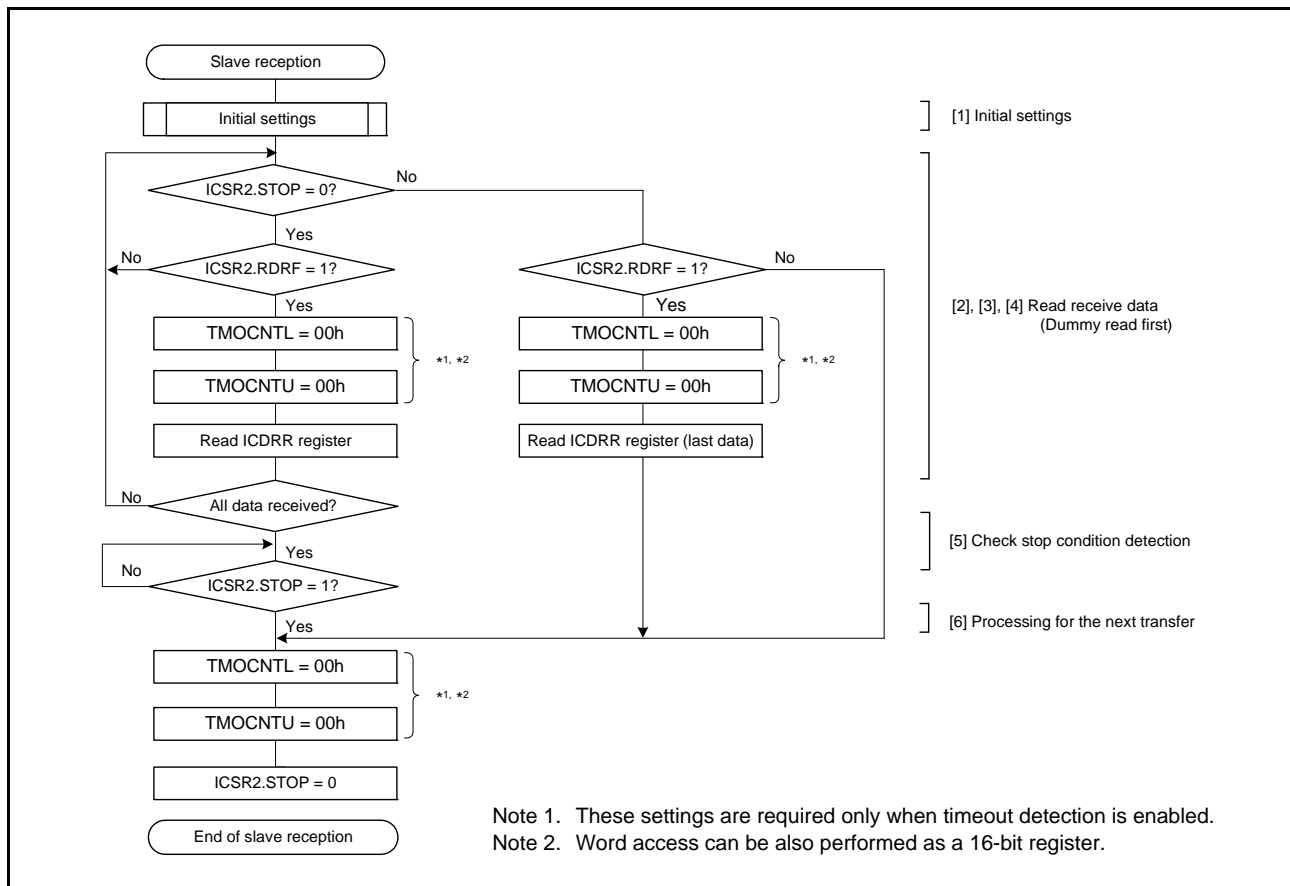 Slave reception
Initial settings
[1] Initial settings
ICSR2.STOP = 0?
No
Yes
No
ICSR2.RDRF = 1?
ICSR2.RDRF = 1?
No
Yes
Yes
[2], [3], [4] Read receive data
(Dummy read first)
TMOCNTL = 00h
TMOCNTL = 00h
*1, *2
*1, *2
TMOCNTU = 00h
TMOCNTU = 00h
Read ICDRR register
Read ICDRR register (last data)
No
All data received?
Yes
[5] Check stop condition detection
No
ICSR2.STOP = 1?
Yes
[6] Processing for the next transfer
TMOCNTL = 00h
*1, *2
TMOCNTU = 00h
ICSR2.STOP = 0
End of slave reception
Note 1. These settings are required only when timeout detection is enabled.
Note 2. Word access can be also performed as a 16-bit register.